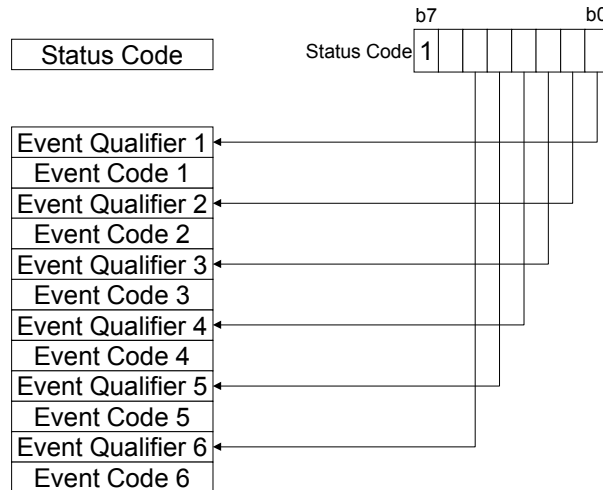 b7 b0
Status Code
Status Code 1
Event Qualifier 1
Event Code 1
Event Qualifier 2
Event Code 2
Event Qualifier 3
Event Code 3
Event Qualifier 4
Event Code 4
Event Qualifier 5
Event Code 5
Event Qualifier 6
Event Code 6